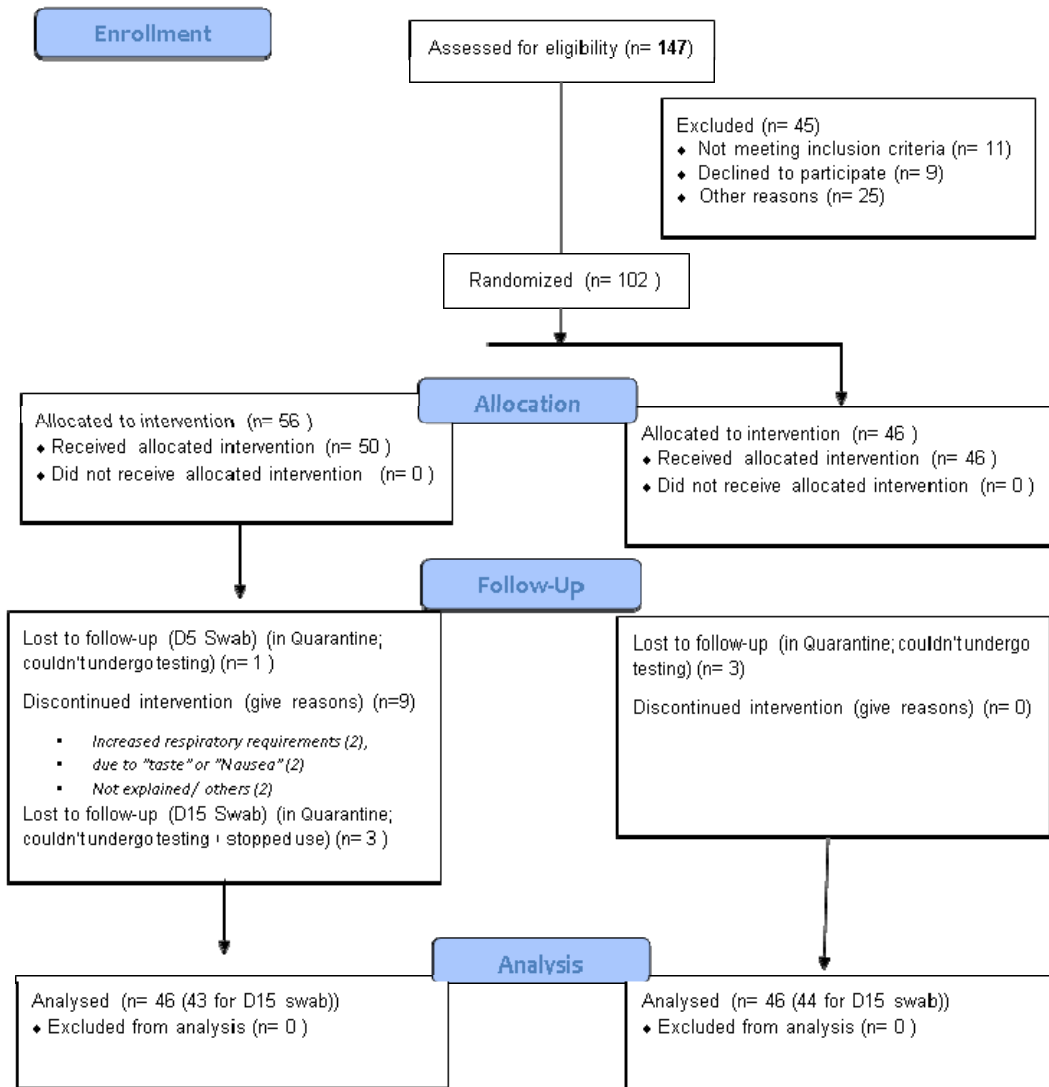 Enrollment
Assessed for eligibility (n= 147)
Excluded (n= 45)
♦ Not meeting inclusion criteria (n= 11)
♦ Declined to participate (n= 9)
♦ Other reasons (n= 25)
Randomized (n= 102 )
Allocation
Allocated to intervention (n= 56 )
♦ Received allocated intervention (n= 50 )
♦ Did not receive allocated intervention (n= 0 )
Allocated to intervention (n= 46 )
♦ Received allocated intervention (n= 46 )
♦ Did not receive allocated intervention (n= 0 )
Follow-Up
Lost to follow-up (D5 Swab) (in Quarantine;
couldn't undergo testing) (n= 1 )
Discontinued intervention (give reasons) (n=9)
▪ Increased respiratory requirements (2),
▪ due to "taste" or "Nausea" (2)
▪ Not explained/ others (2)
Lost to follow-up (D15 Swab) (in Quarantine;
couldn't undergo testing + stopped use) (n= 3 )
Lost to follow-up (in Quarantine; couldn't undergo
testing) (n= 3)
Discontinued intervention (give reasons) (n= 0)
Analysis
Analysed (n= 46 (43 for D15 swab))
♦ Excluded from analysis (n= 0 )
Analysed (n= 46 (44 for D15 swab))
♦ Excluded from analysis (n= 0 )